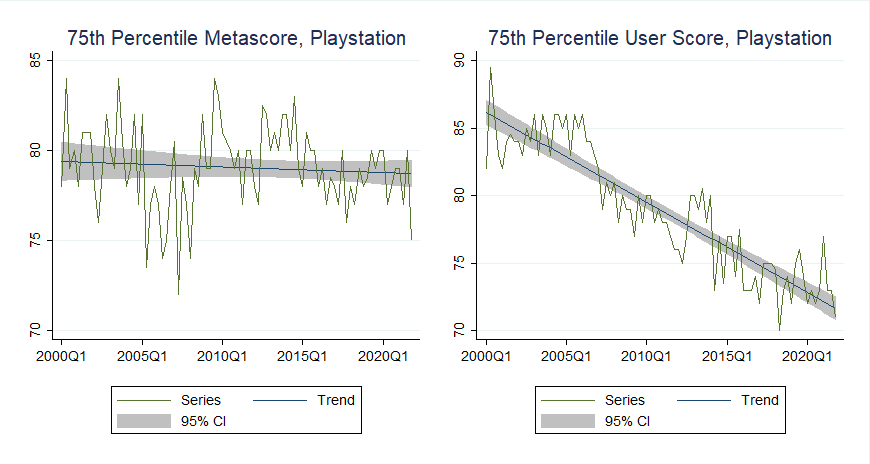 75th Percentile Metascore, Playstation
85
80
75
70
2000Q1 2005Q1 2010Q1 2015Q1 2020Q1
Series Trend
95% CI
75th Percentile User Score, Playstation
90
85
80
75
70
2000Q1 2005Q1 2010Q1 2015Q1 2020Q1
Series Trend
95% CI